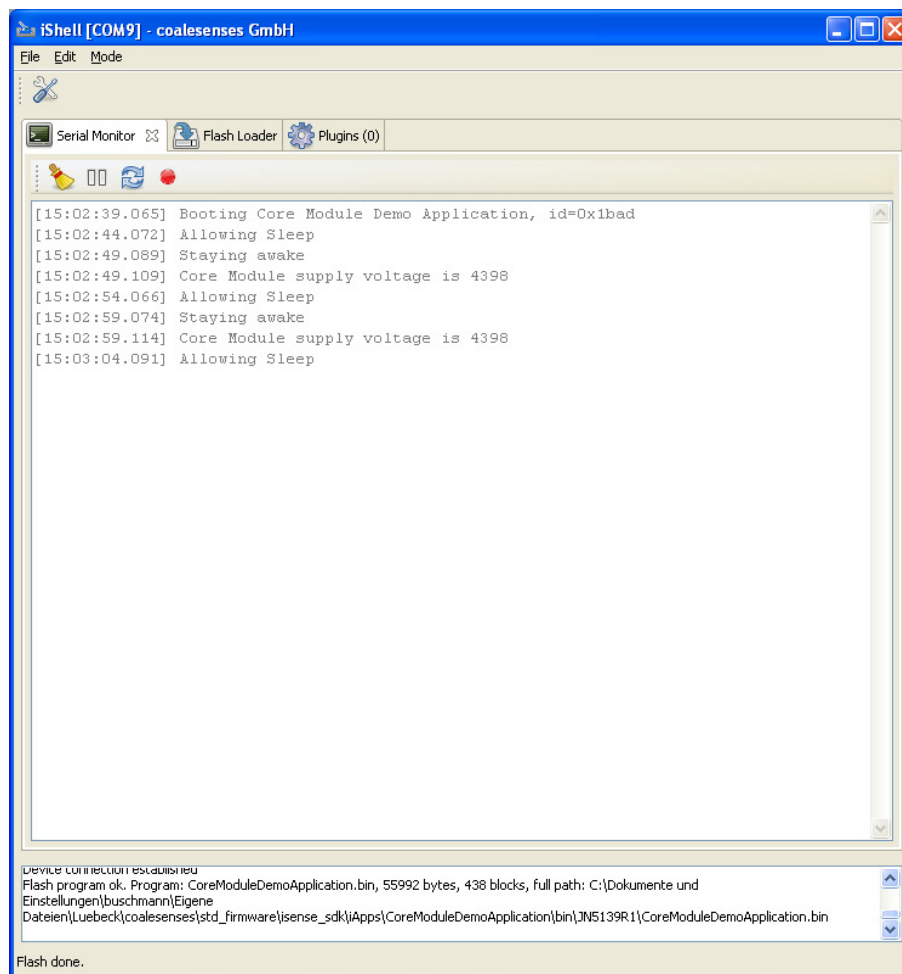 iShell [COM9] - coalesenses GmbH
File Edit Mode
Serial Monitor Flash Loader Plugins (0)
[15:02:39.065] Booting Core Module Demo Application, id=0x1bad
[15:02:44.072] Allowing Sleep
[15:02:49.089] Staying awake
[15:02:49.109] Core Module supply voltage is 4398
[15:02:54.066] Allowing Sleep
[15:02:59.074] Staying awake
[15:02:59.114] Core Module supply voltage is 4398
[15:03:04.091] Allowing Sleep
Device connection established
Flash program ok. Program: CoreModuleDemoApplication.bin, 55992 bytes, 438 blocks, full path: C:\Dokumente und
Einstellungen\buschmann\Eigene
Dateien\Luebeck\coalesenses\std_firmware\isense_sdk\iApps\CoreModuleDemoApplication\bin\JN5139R1\CoreModuleDemoApplication.bin
Flash done.